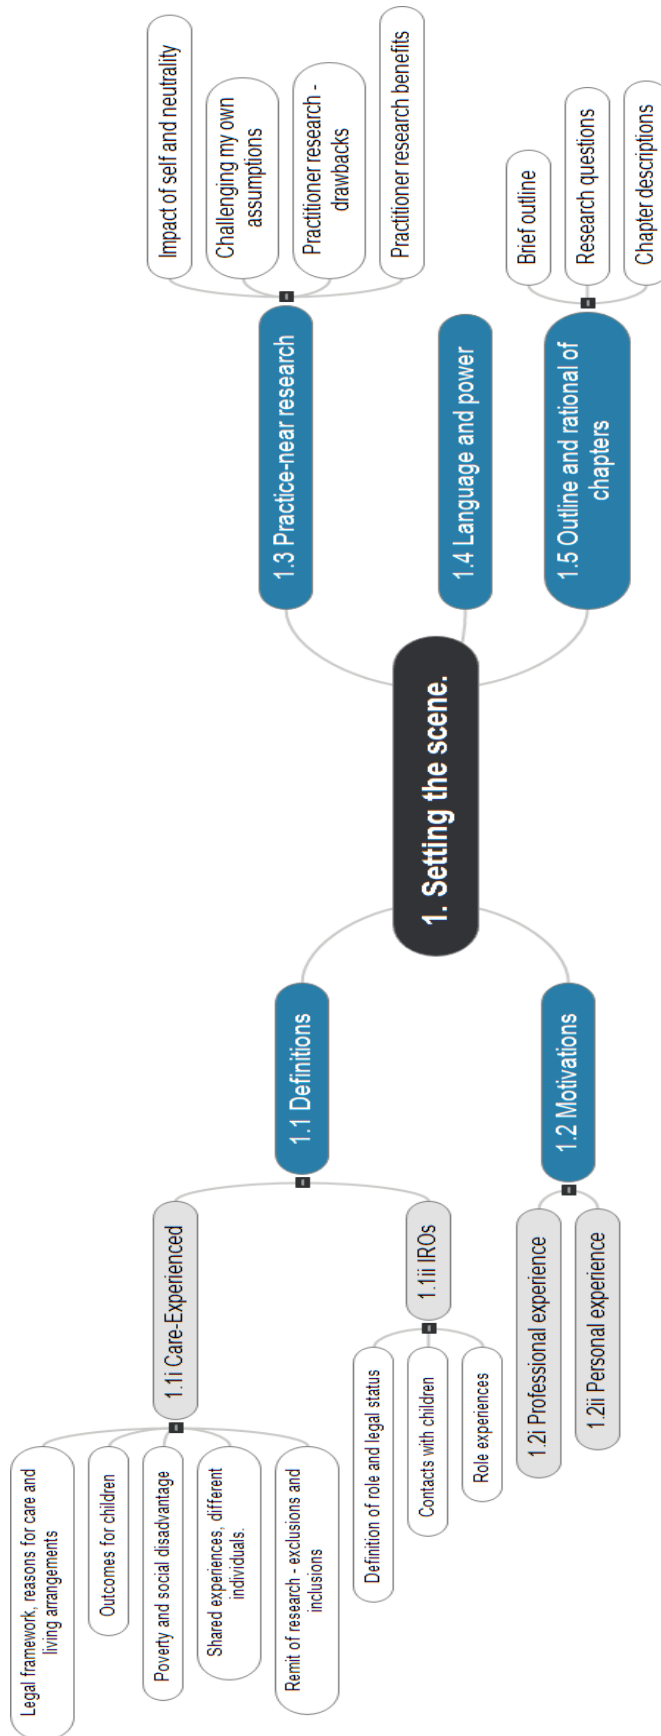 1. Setting the scene.
1.1 Definitions
1.1i Care-Experienced
Legal framework, reasons for care and
living arrangements
Outcomes for children
Poverty and social disadvantage
Shared experiences, different
individuals.
Remit of research - exclusions and
inclusions
1.1ii IROs
Definition of role and legal status
Contacts with children
Role experiences
1.2 Motivations
1.2i Professional experience
1.2ii Personal experience
1.3 Practice-near research
Impact of self and neutrality
Challenging my own
assumptions
Practitioner research -
drawbacks
Practitioner research benefits
1.4 Language and power
1.5 Outline and rational of
chapters
Brief outline
Research questions
Chapter descriptions